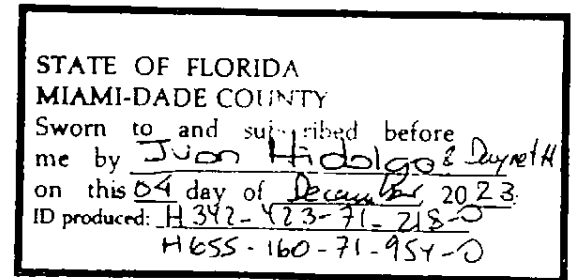 STATE OF FLORIDA
MIAMI-DADE COUNTY
Sworn to and subscribed before
me by Juan Hidalgo & Dayret H
on this 04 day of December 2023
ID produced: H342-423-71-218-0
H655-160-71-954-0